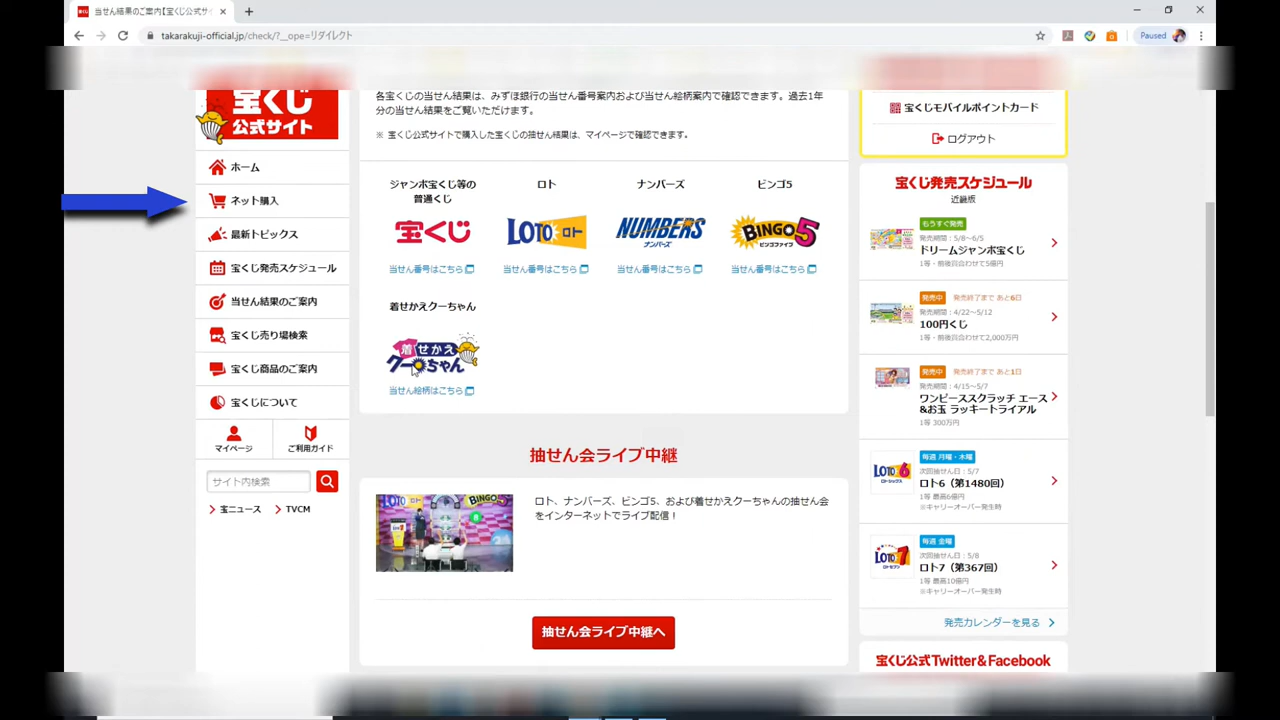 当せん結果のご案内【宝くじ公式サイ
takarakuji-official.jp/check/?_ope=リダイレクト
Paused
宝くじ
公式サイト
ホーム
ネット購入
最新トピックス
宝くじ発売スケジュール
当せん結果のご案内
宝くじ売り場検索
宝くじ商品のご案内
宝くじについて
マイページ
ご利用ガイド
サイト内検索
宝ニュース
TVCM
各宝くじの当せん結果は、みずほ銀行の当せん番号案内および当せん絵柄案内で確認できます。過去1年
分の当せん結果をご覧いただけます。
※ 宝くじ公式サイトで購入した宝くじの抽せん結果は、マイページで確認できます。
ジャンボ宝くじ等の
普通くじ
宝くじ
当せん番号はこちら
ロト
LOTO ロト
当せん番号はこちら
ナンバーズ
NUMBERS
ナンバーズ
当せん番号はこちら
ビンゴ5
BINGO5
ビンゴファイブ
当せん番号はこちら
着せかえクーちゃん
着せかえ
クーちゃん
当せん絵柄はこちら
抽せん会ライブ中継
LOTO ロト
BINGO5
ロト、ナンバーズ、ビンゴ5、および着せかえクーちゃんの抽せん会
をインターネットでライブ配信！
抽せん会ライブ中継へ
宝くじモバイルポイントカード
ログアウト
宝くじ発売スケジュール
近畿版
もうすぐ発売
発売期間：5/8～6/5
ドリームジャンボ宝くじ
1等・前後賞合わせて5億円
発売中 発売終了まで あと6日
発売期間：4/22～5/12
100円くじ
1等・前後賞合わせて2,000万円
発売中 発売終了まで あと1日
発売期間：4/15～5/7
ワンピーススクラッチ エース
&お玉 ラッキートライアル
1等 300万円
毎週 月曜・木曜
LOTO6
ロトシックス
次回抽せん日：5/7
ロト6（第1480回）
1等 最高6億円
※キャリーオーバー発生時
毎週 金曜
LOTO7
ロトセブン
次回抽せん日：5/8
ロト7（第367回）
1等 最高10億円
※キャリーオーバー発生時
発売カレンダーを見る
宝くじ公式Twitter&Facebook